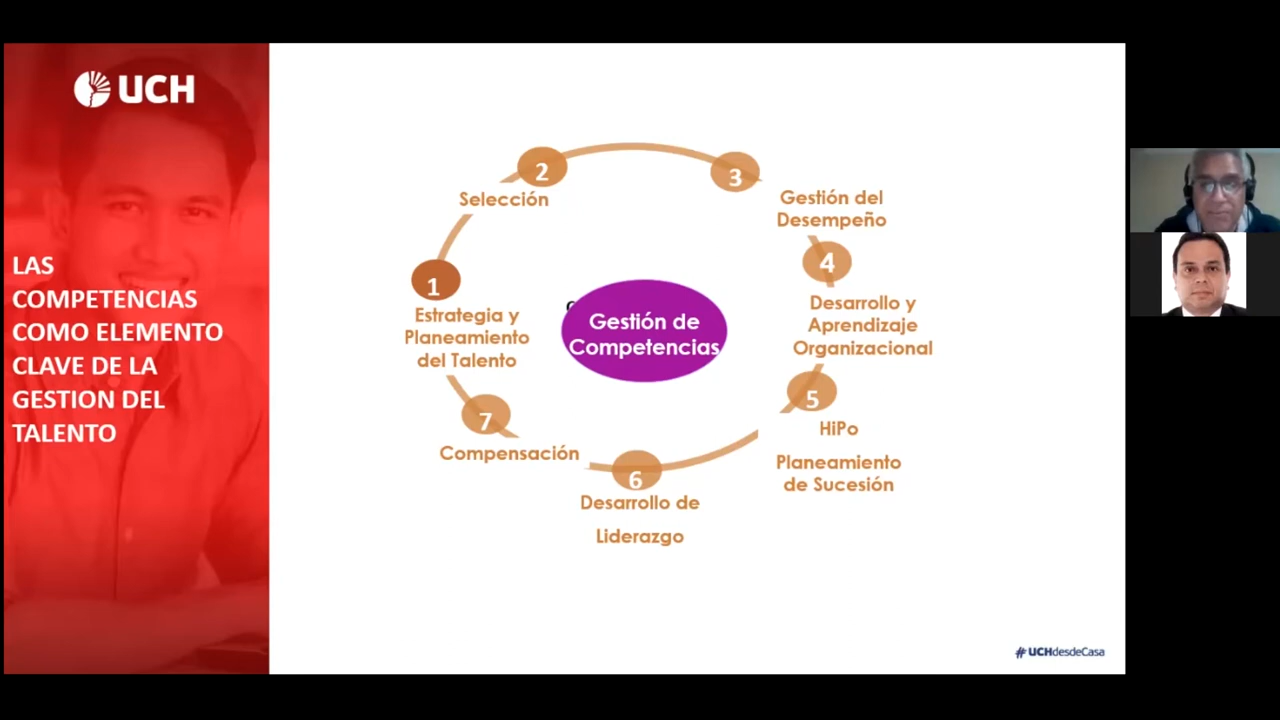 UCH
LAS
COMPETENCIAS
COMO ELEMENTO
CLAVE DE LA
GESTION DEL
TALENTO
1
Estrategia y
Planeamiento
del Talento
2
Selección
3
Gestión del
Desempeño
4
Desarrollo y
Aprendizaje
Organizacional
5
HiPo
Planeamiento
de Sucesión
6
Desarrollo de
Liderazgo
7
Compensación
Gestión de
Competencias
#UCHdesdeCasa